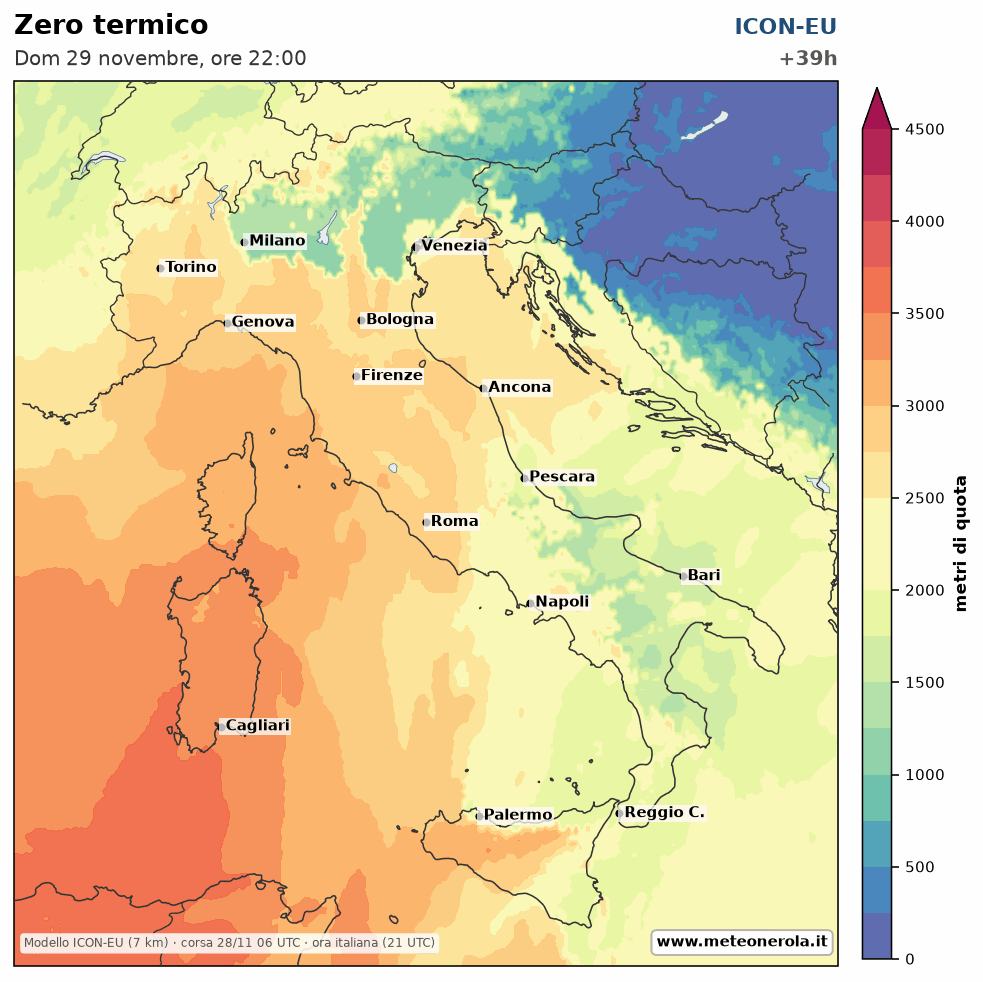 Zero termico
ICON-EU
Dom 29 novembre, ore 22:00
+39h
4500
4000
3500
3000
2500
2000
1500
1000
500
0
metri di quota
Milano
Venezia
Torino
Genova
Bologna
Firenze
Ancona
Pescara
Roma
Bari
Napoli
Cagliari
Palermo
Reggio C.
Modello ICON-EU (7 km) · corsa 28/11 06 UTC · ora italiana (21 UTC)
www.meteonerola.it